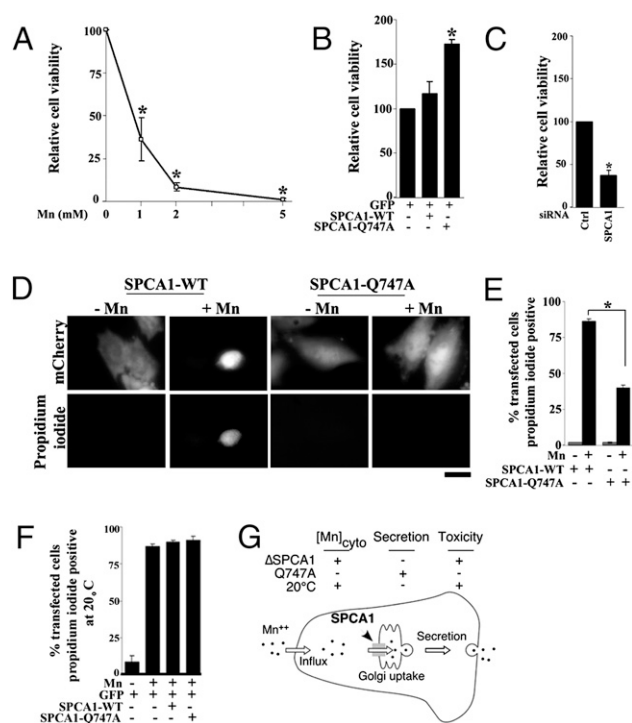 A
Relative cell viability
100
75
50
25
0
Mn (mM)
0 1 2 5
* * *
B
Relative cell viability
200
150
100
50
0
*
GFP + + +
SPCA1-WT - + -
SPCA1-Q747A - - +
C
Relative cell viability
200
150
100
50
0
*
siRNA
Ctrl
SPCA1
D
SPCA1-WT SPCA1-Q747A
- Mn + Mn - Mn + Mn
mCherry
Propidium
iodide
E
% transfected cells
propidium iodide positive
100
75
50
25
0
*
Mn - + - +
SPCA1-WT + + - -
SPCA1-Q747A - - + +
F
% transfected cells
propidium iodide positive
at 20°C
100
75
50
25
0
Mn - + + +
GFP + + + +
SPCA1-WT - - + -
SPCA1-Q747A - - - +
G
[Mn]cyto Secretion Toxicity
ΔSPCA1 + - +
Q747A - + -
20°C + - +
SPCA1
Mn++
Influx
Golgi uptake
Secretion